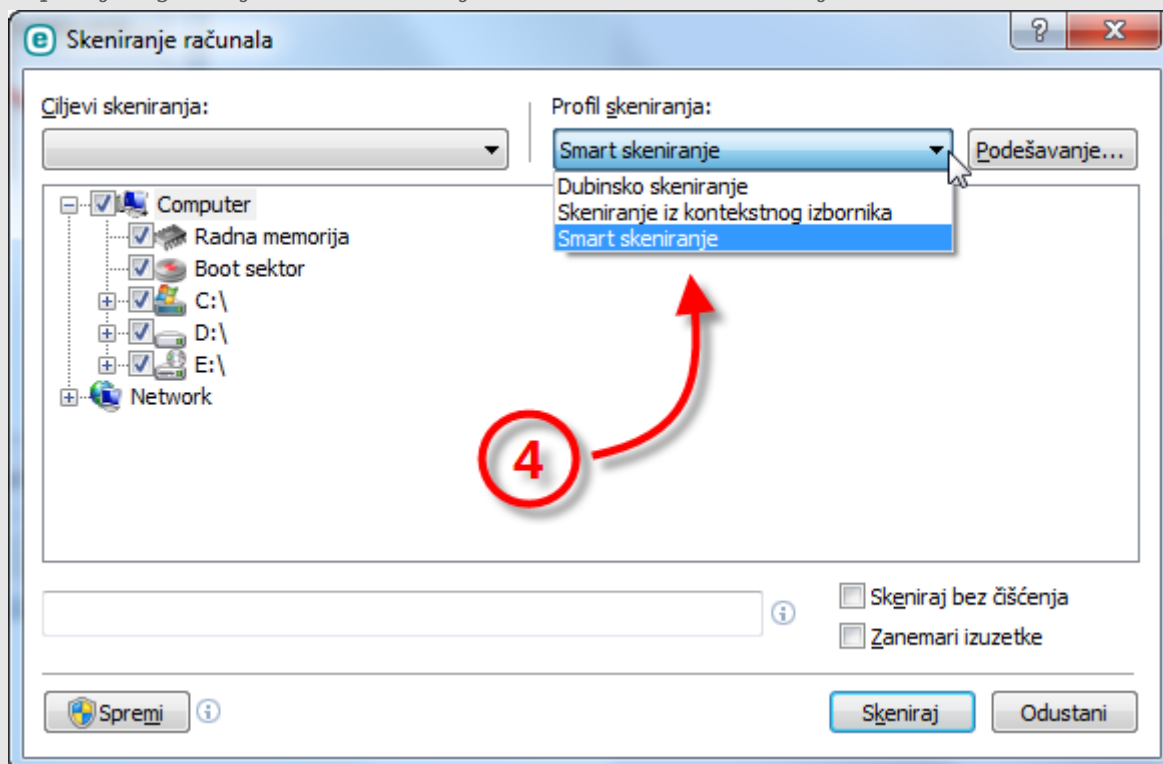 Skeniranje računala
Ciljevi skeniranja:
Profil skeniranja:
Smart skeniranje
Podešavanje...
Dubinsko skeniranje
Skeniranje iz kontekstnog izbornika
Smart skeniranje
Computer
Radna memorija
Boot sektor
C:\
D:\
E:\
Network
4
Skeniraj bez čišćenja
Zanemari izuzetke
Spremi
Skeniraj
Odustani